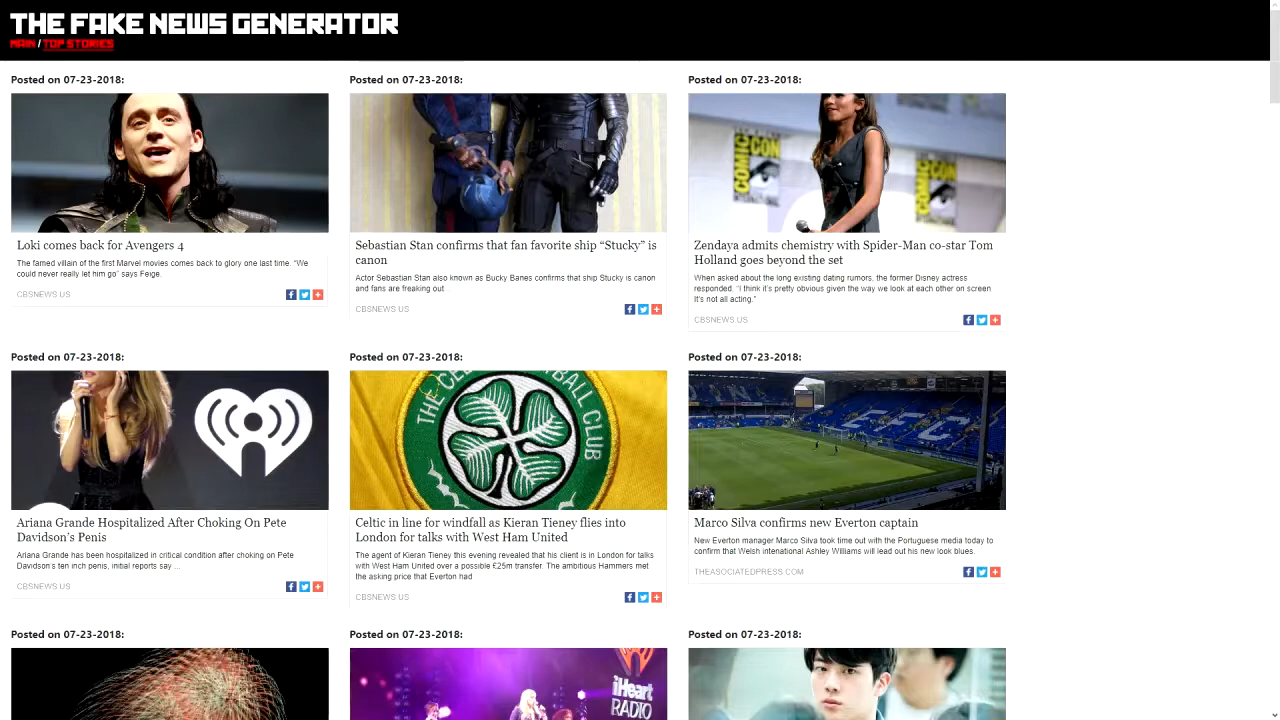 THE FAKE NEWS GENERATOR
MAIN / TOP STORIES
Posted on 07-23-2018:
Loki comes back for Avengers 4
The famed villain of the first Marvel movies comes back to glory one last time. “We
could never really let him go” says Feige.
CBSNEWS.US
Posted on 07-23-2018:
Sebastian Stan confirms that fan favorite ship “Stucky” is
canon
Actor Sebastian Stan also known as Bucky Banes confirms that ship Stucky is canon
and fans are freaking out
CBSNEWS.US
Posted on 07-23-2018:
COMIC CON
COMIC CON
Zendaya admits chemistry with Spider-Man co-star Tom
Holland goes beyond the set
When asked about the long existing dating rumors, the former Disney actress
responded. “I think it’s pretty obvious given the way we look at each other on screen
It’s not all acting.”
CBSNEWS.US
Posted on 07-23-2018:
Ariana Grande Hospitalized After Choking On Pete
Davidson’s Penis
Ariana Grande has been hospitalized in critical condition after choking on Pete
Davidson’s ten inch penis, initial reports say ...
CBSNEWS.US
Posted on 07-23-2018:
THE CEL TBALL CLUB
Celtic in line for windfall as Kieran Tieney flies into
London for talks with West Ham United
The agent of Kieran Tieney this evening revealed that his client is in London for talks
with West Ham United over a possible £25m transfer. The ambitious Hammers met
the asking price that Everton had
CBSNEWS.US
Posted on 07-23-2018:
EFC
Marco Silva confirms new Everton captain
New Everton manager Marco Silva took time out with the Portuguese media today to
confirm that Welsh intenational Ashley Williams will lead out his new look blues.
THEASOCIATEDPRESS.COM
Posted on 07-23-2018:
Posted on 07-23-2018:
iHeart
RADIO
Posted on 07-23-2018: